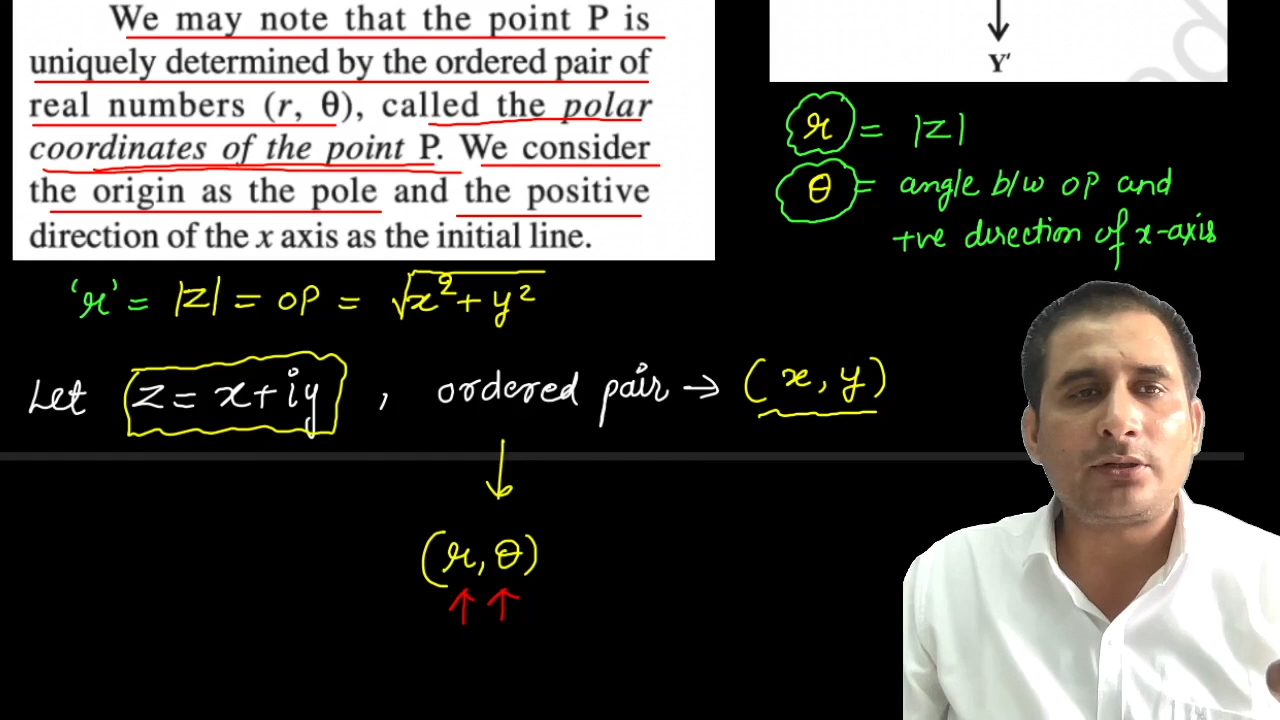 We may note that the point P is
uniquely determined by the ordered pair of
real numbers (r, θ), called the polar
coordinates of the point P. We consider
the origin as the pole and the positive
direction of the x axis as the initial line.
Y′
r = |z|
θ = angle b/w OP and
+ve direction of x-axis
'r' = |z| = OP = √x²+y²
Let z = x+iy , ordered pair → (x, y)
↓
(r, θ)
↑ ↑